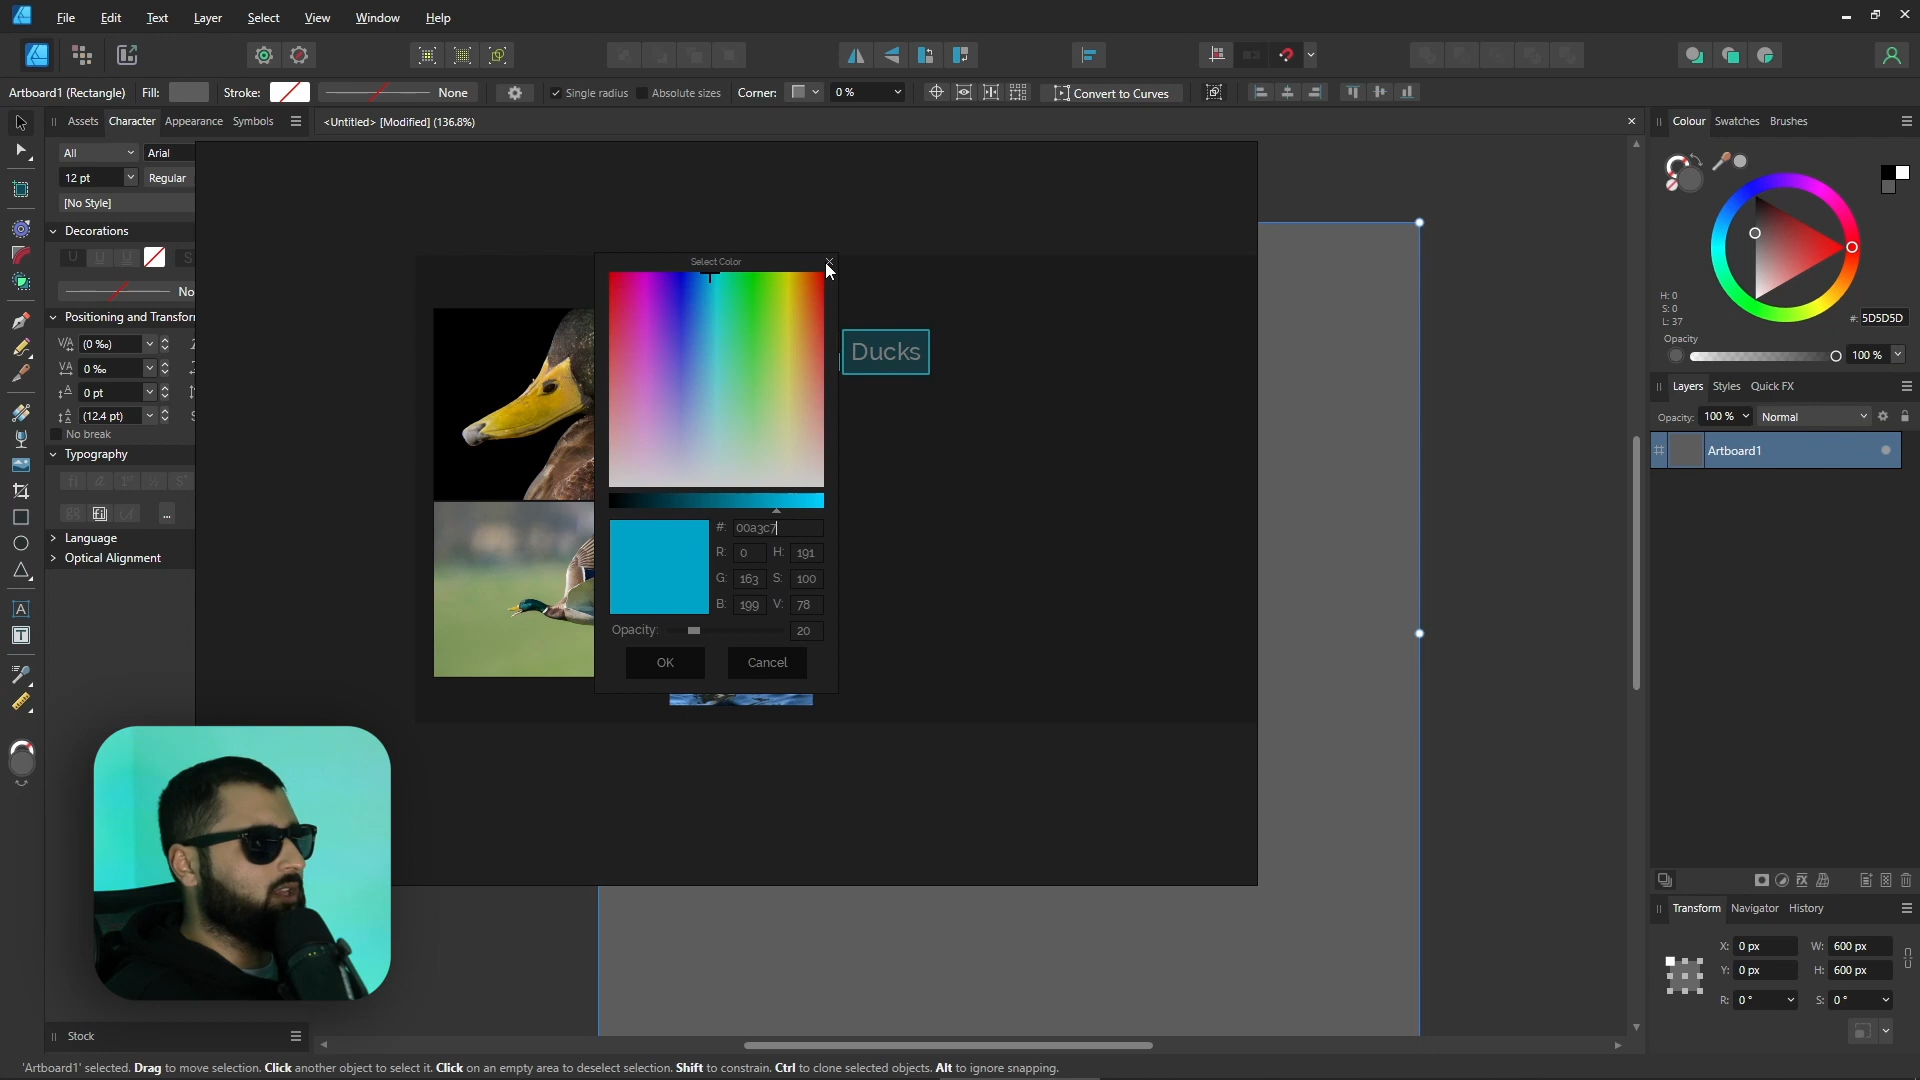 File Edit Text Layer Select View Window Help
Artboard1 (Rectangle) Fill: Stroke: None Single radius Absolute sizes Corner: 0 % Convert to Curves
Assets Character Appearance Symbols
<Untitled> [Modified] (136.8%)
Colour Swatches Brushes
All Arial
12 pt Regular
[No Style]
Decorations
U U U S
No
Positioning and Transfor
(0 ‰)
0 ‰
0 pt
(12.4 pt)
No break
Typography
Language
Optical Alignment
Stock
Select Color
#: 00a3c7
R: 0 H: 191
G: 163 S: 100
B: 199 V: 78
Opacity: 20
OK Cancel
Ducks
H: 0
S: 0
L: 37
#: 5D5D5D
Opacity
100 %
Layers Styles Quick FX
Opacity: 100 % Normal
Artboard1
Transform Navigator History
X: 0 px W: 600 px
Y: 0 px H: 600 px
R: 0 ° S: 0 °
'Artboard1' selected. Drag to move selection. Click another object to select it. Click on an empty area to deselect selection. Shift to constrain. Ctrl to clone selected objects. Alt to ignore snapping.